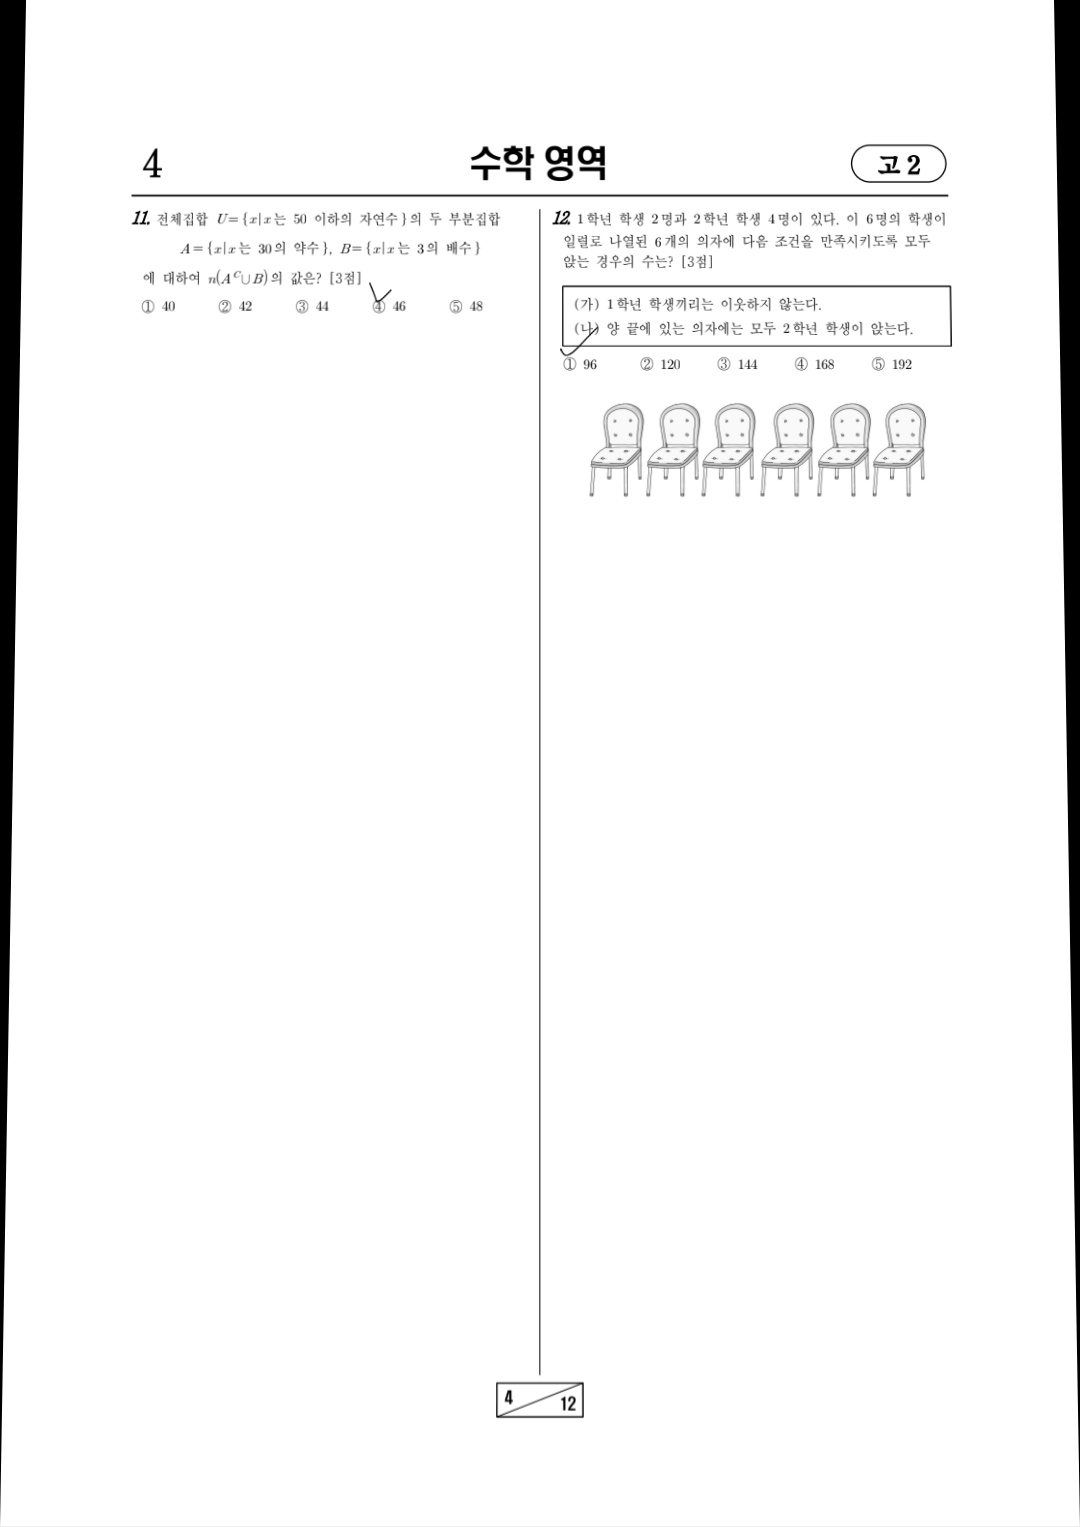 4
수학 영역
고 2
11. 전체집합 U={x|x는 50 이하의 자연수}의 두 부분집합
A={x|x는 30의 약수}, B={x|x는 3의 배수}
에 대하여 n(A^C∪B)의 값은? [3점]
① 40 ② 42 ③ 44 ④ 46 ⑤ 48
12. 1학년 학생 2명과 2학년 학생 4명이 있다. 이 6명의 학생이
일렬로 나열된 6개의 의자에 다음 조건을 만족시키도록 모두
앉는 경우의 수는? [3점]
(가) 1학년 학생끼리는 이웃하지 않는다.
(나) 양 끝에 있는 의자에는 모두 2학년 학생이 앉는다.
① 96 ② 120 ③ 144 ④ 168 ⑤ 192
4
12